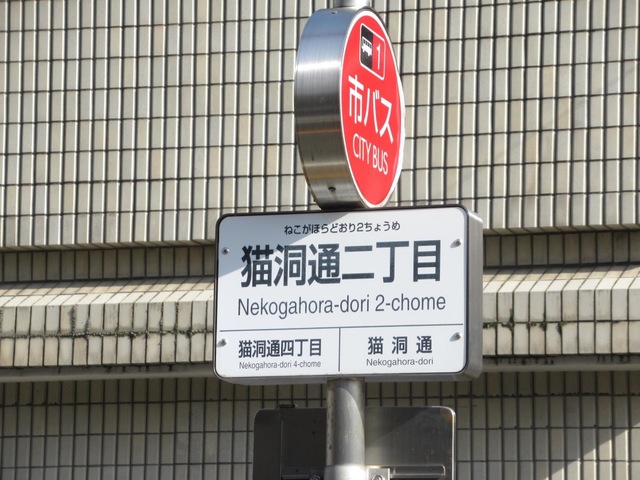 1
市バス
CITY BUS
ねこがほらどおり2ちょうめ
猫洞通二丁目
Nekogahora-dori 2-chome
猫洞通四丁目
Nekogahora-dori 4-chome
猫洞通
Nekogahora-dori